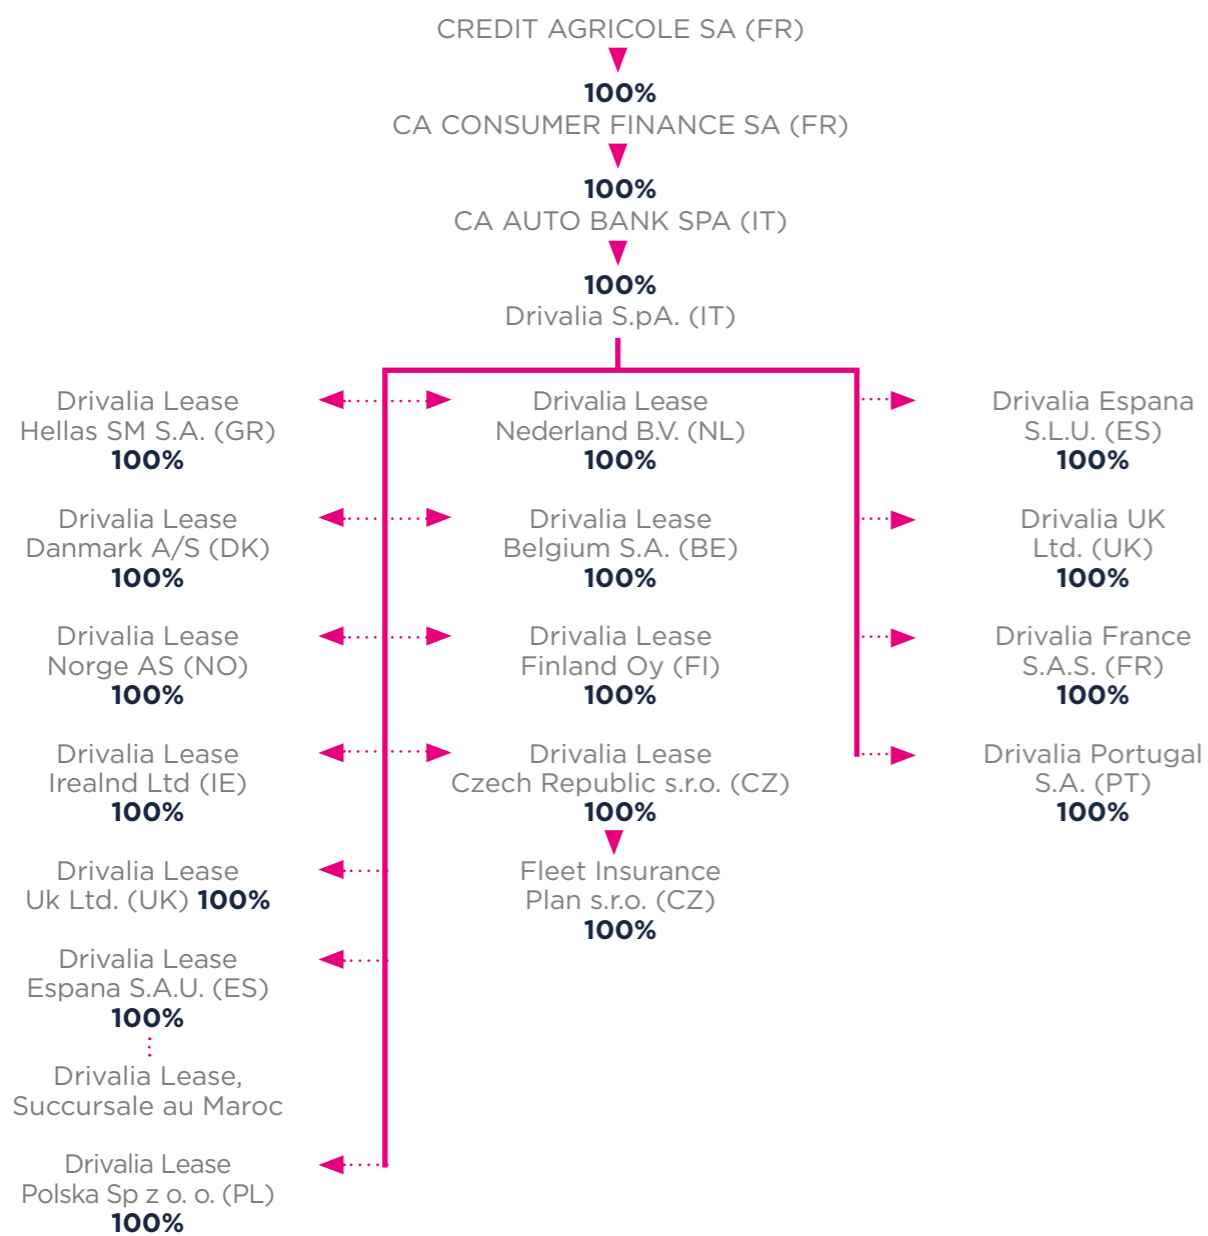 CREDIT AGRICOLE SA (FR)
100%
CA CONSUMER FINANCE SA (FR)
100%
CA AUTO BANK SPA (IT)
100%
Drivalia S.pA. (IT)
Drivalia Lease
Hellas SM S.A. (GR)
100%
Drivalia Lease
Nederland B.V. (NL)
100%
Drivalia Espana
S.L.U. (ES)
100%
Drivalia Lease
Danmark A/S (DK)
100%
Drivalia Lease
Belgium S.A. (BE)
100%
Drivalia UK
Ltd. (UK)
100%
Drivalia Lease
Norge AS (NO)
100%
Drivalia Lease
Finland Oy (FI)
100%
Drivalia France
S.A.S. (FR)
100%
Drivalia Lease
Irealnd Ltd (IE)
100%
Drivalia Lease
Czech Republic s.r.o. (CZ)
100%
Drivalia Portugal
S.A. (PT)
100%
Drivalia Lease
Uk Ltd. (UK) 100%
Fleet Insurance
Plan s.r.o. (CZ)
100%
Drivalia Lease
Espana S.A.U. (ES)
100%
Drivalia Lease,
Succursale au Maroc
Drivalia Lease
Polska Sp z o. o. (PL)
100%